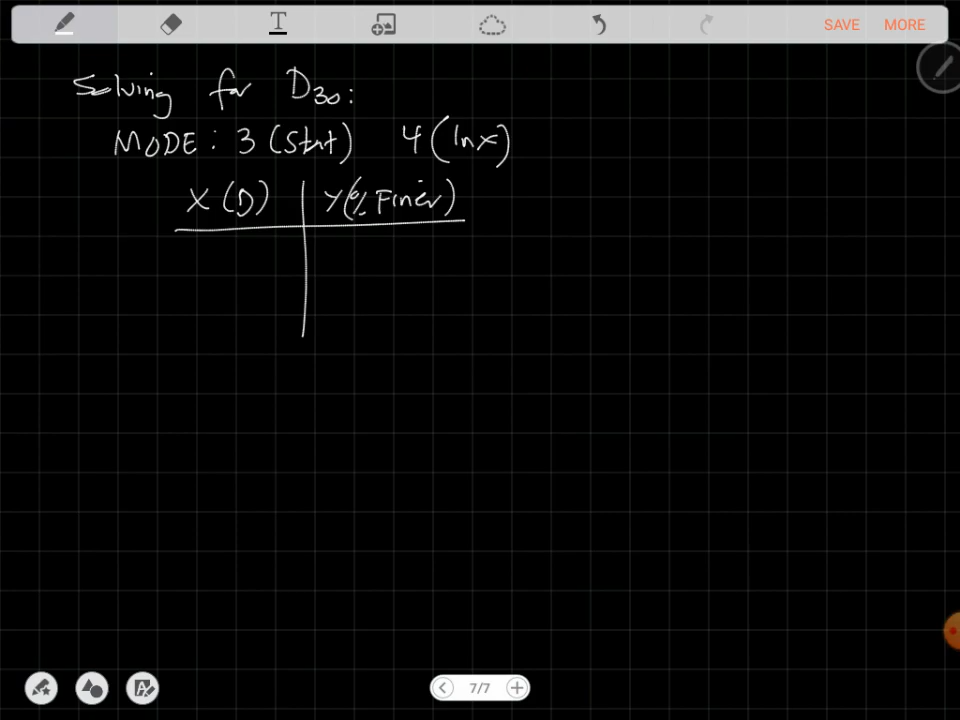 T
SAVE
MORE
Solving for D30:
MODE: 3 (Stat) 4 (lnx)
X (D) Y (% Finer)
A
7/7